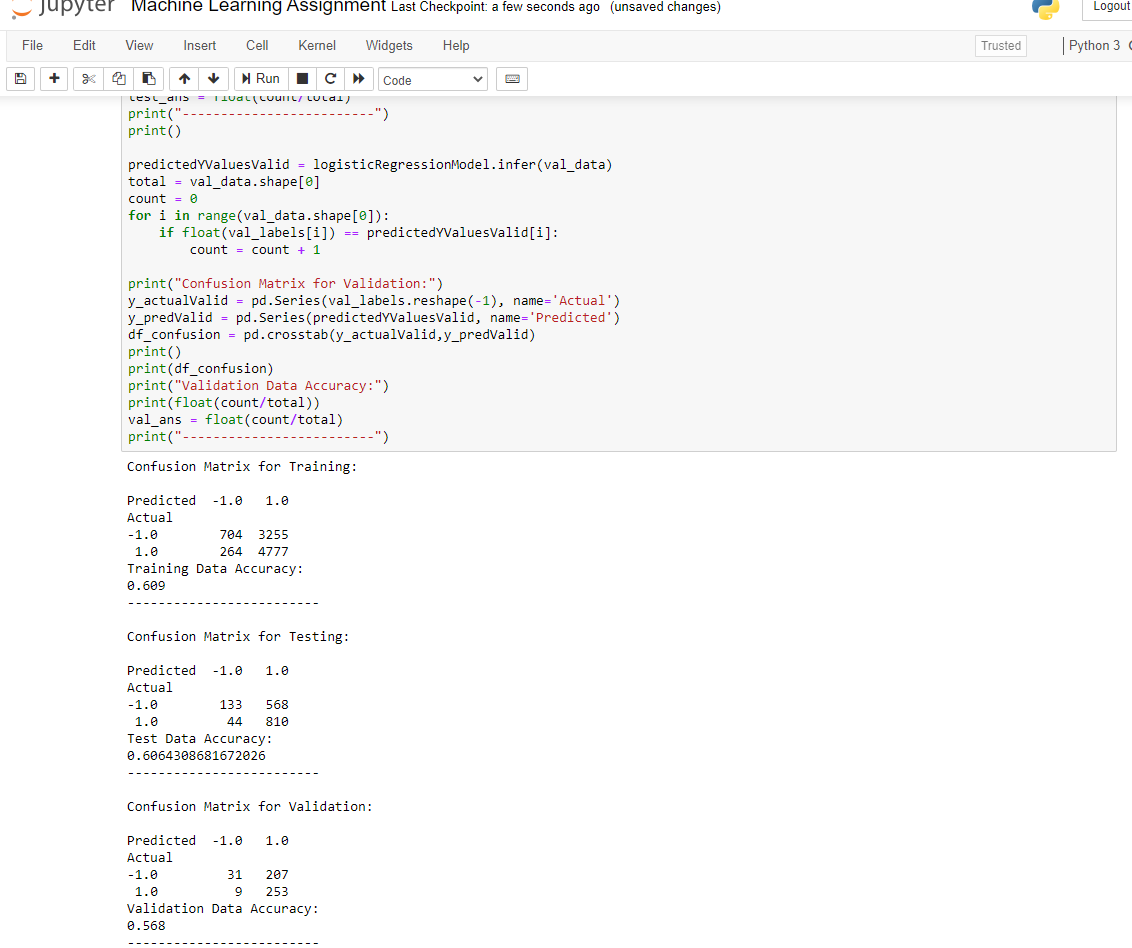 jupyter Machine Learning Assignment Last Checkpoint: a few seconds ago (unsaved changes)
Logout
File Edit View Insert Cell Kernel Widgets Help
Trusted
Python 3
Run
Code
test_ans = float(count/total)
print("-------------------------")
print()
predictedYValuesValid = logisticRegressionModel.infer(val_data)
total = val_data.shape[0]
count = 0
for i in range(val_data.shape[0]):
    if float(val_labels[i]) == predictedYValuesValid[i]:
        count = count + 1
print("Confusion Matrix for Validation:")
y_actualValid = pd.Series(val_labels.reshape(-1), name='Actual')
y_predValid = pd.Series(predictedYValuesValid, name='Predicted')
df_confusion = pd.crosstab(y_actualValid,y_predValid)
print()
print(df_confusion)
print("Validation Data Accuracy:")
print(float(count/total))
val_ans = float(count/total)
print("-------------------------")
Confusion Matrix for Training:
Predicted  -1.0   1.0
Actual
-1.0        704  3255
 1.0        264  4777
Training Data Accuracy:
0.609
-------------------------
Confusion Matrix for Testing:
Predicted  -1.0   1.0
Actual
-1.0        133   568
 1.0         44   810
Test Data Accuracy:
0.6064308681672026
-------------------------
Confusion Matrix for Validation:
Predicted  -1.0   1.0
Actual
-1.0         31   207
 1.0          9   253
Validation Data Accuracy:
0.568
-------------------------